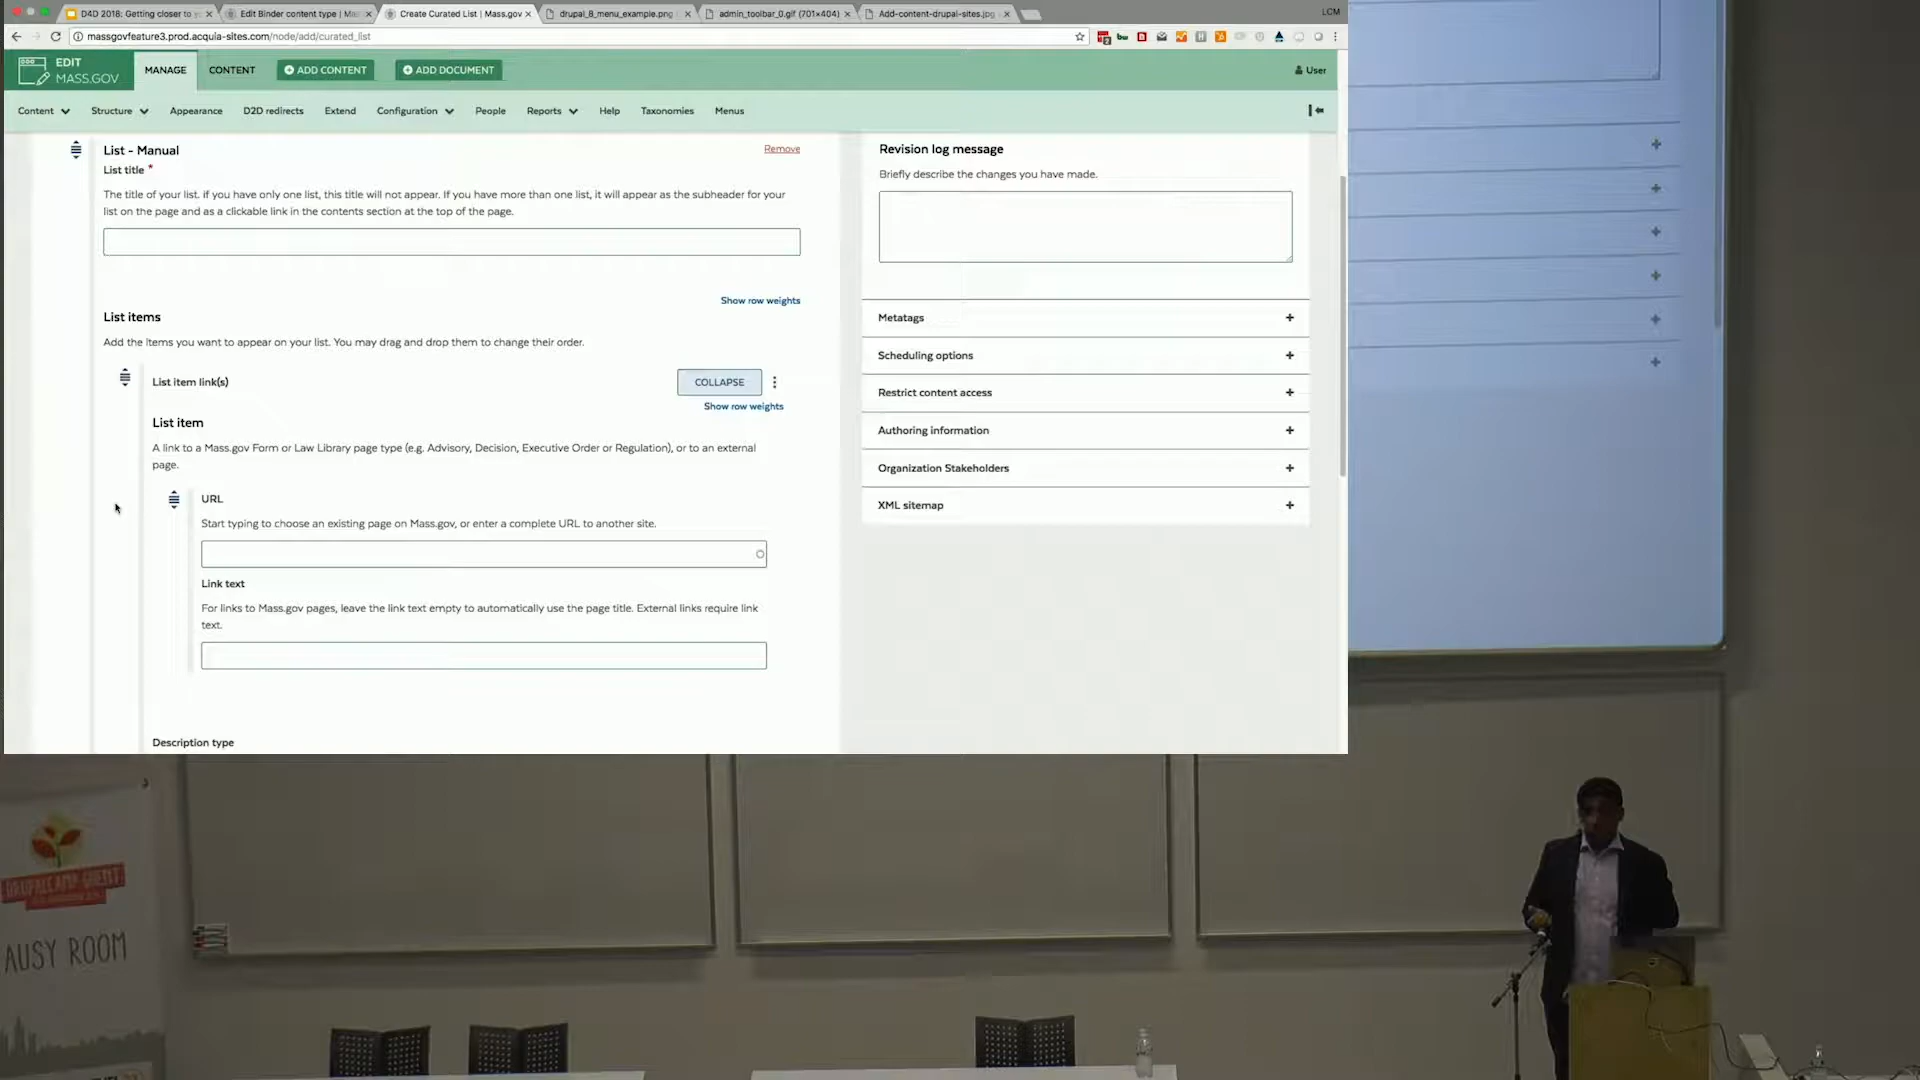 D4D 2018: Getting closer to y
Edit Binder content type | Mas
Create Curated List | Mass.gov
drupal_8_menu_example.png
admin_toolbar_0.gif (701×404)
Add-content-drupal-sites.jpg
LCM
massgovfeature3.prod.acquia-sites.com/node/add/curated_list
EDIT
MASS.GOV
MANAGE
CONTENT
ADD CONTENT
ADD DOCUMENT
User
Content
Structure
Appearance
D2D redirects
Extend
Configuration
People
Reports
Help
Taxonomies
Menus
List - Manual
Remove
List title *
The title of your list. if you have only one list, this title will not appear. If you have more than one list, it will appear as the subheader for your
list on the page and as a clickable link in the contents section at the top of the page.
Show row weights
List items
Add the items you want to appear on your list. You may drag and drop them to change their order.
List item link(s)
COLLAPSE
Show row weights
List item
A link to a Mass.gov Form or Law Library page type (e.g. Advisory, Decision, Executive Order or Regulation), or to an external
page.
URL
Start typing to choose an existing page on Mass.gov, or enter a complete URL to another site.
Link text
For links to Mass.gov pages, leave the link text empty to automatically use the page title. External links require link
text.
Description type
Revision log message
Briefly describe the changes you have made.
Metatags
Scheduling options
Restrict content access
Authoring information
Organization Stakeholders
XML sitemap
DRUPALCAMP GHENT
AUSY ROOM